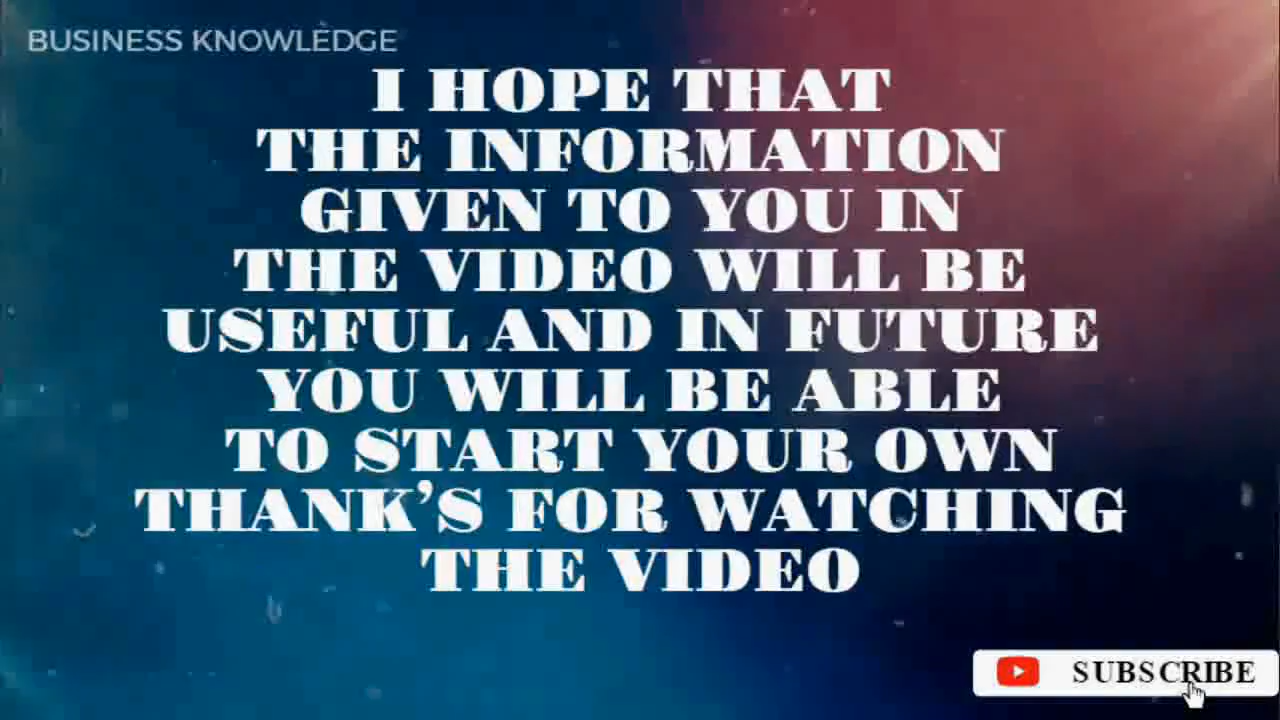 BUSINESS KNOWLEDGE
I HOPE THAT
THE INFORMATION
GIVEN TO YOU IN
THE VIDEO WILL BE
USEFUL AND IN FUTURE
YOU WILL BE ABLE
TO START YOUR OWN
THANK'S FOR WATCHING
THE VIDEO
SUBSCRIBE